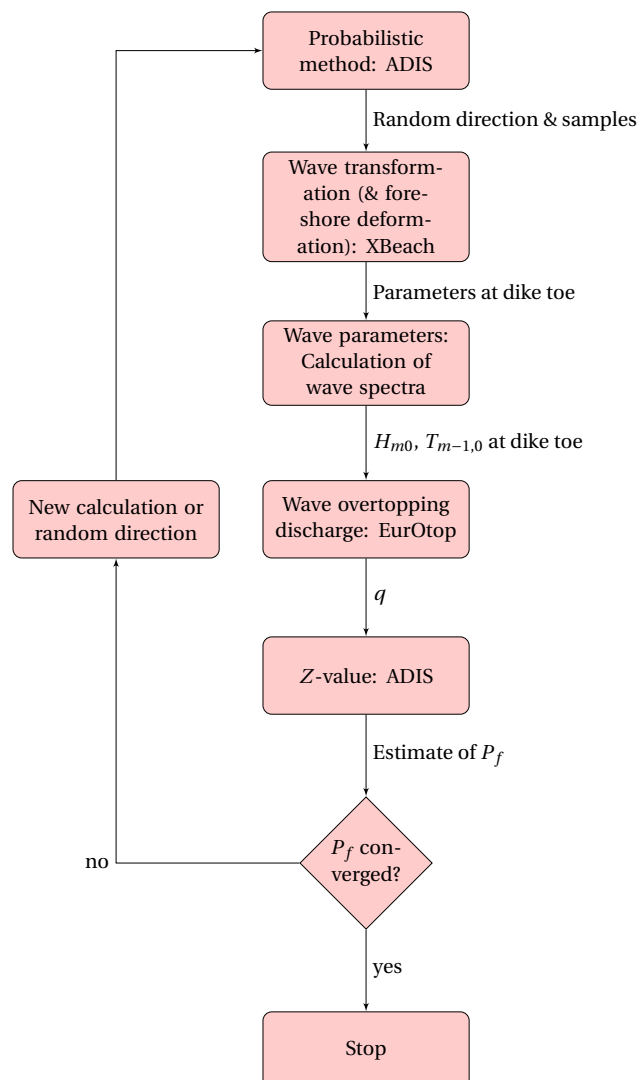 Probabilistic
method: ADIS
Random direction & samples
Wave transform-
ation (& fore-
shore deform-
ation): XBeach
Parameters at dike toe
Wave parameters:
Calculation of
wave spectra
H_{m0}, T_{m−1,0} at dike toe
New calculation or
random direction
Wave overtopping
discharge: EurOtop
q
Z-value: ADIS
Estimate of P_f
P_f con-
verged?
no
yes
Stop